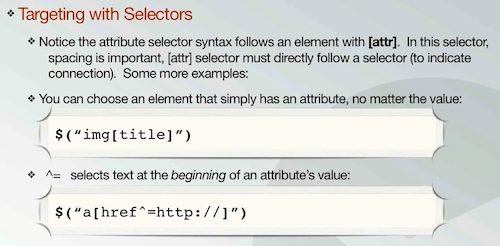 Targeting with Selectors
Notice the attribute selector syntax follows an element with [attr]. In this selector,
spacing is important, [attr] selector must directly follow a selector (to indicate
connection). Some more examples:
You can choose an element that simply has an attribute, no matter the value:
$(“img[title]”)
^= selects text at the beginning of an attribute’s value:
$(“a[href^=http://]”)